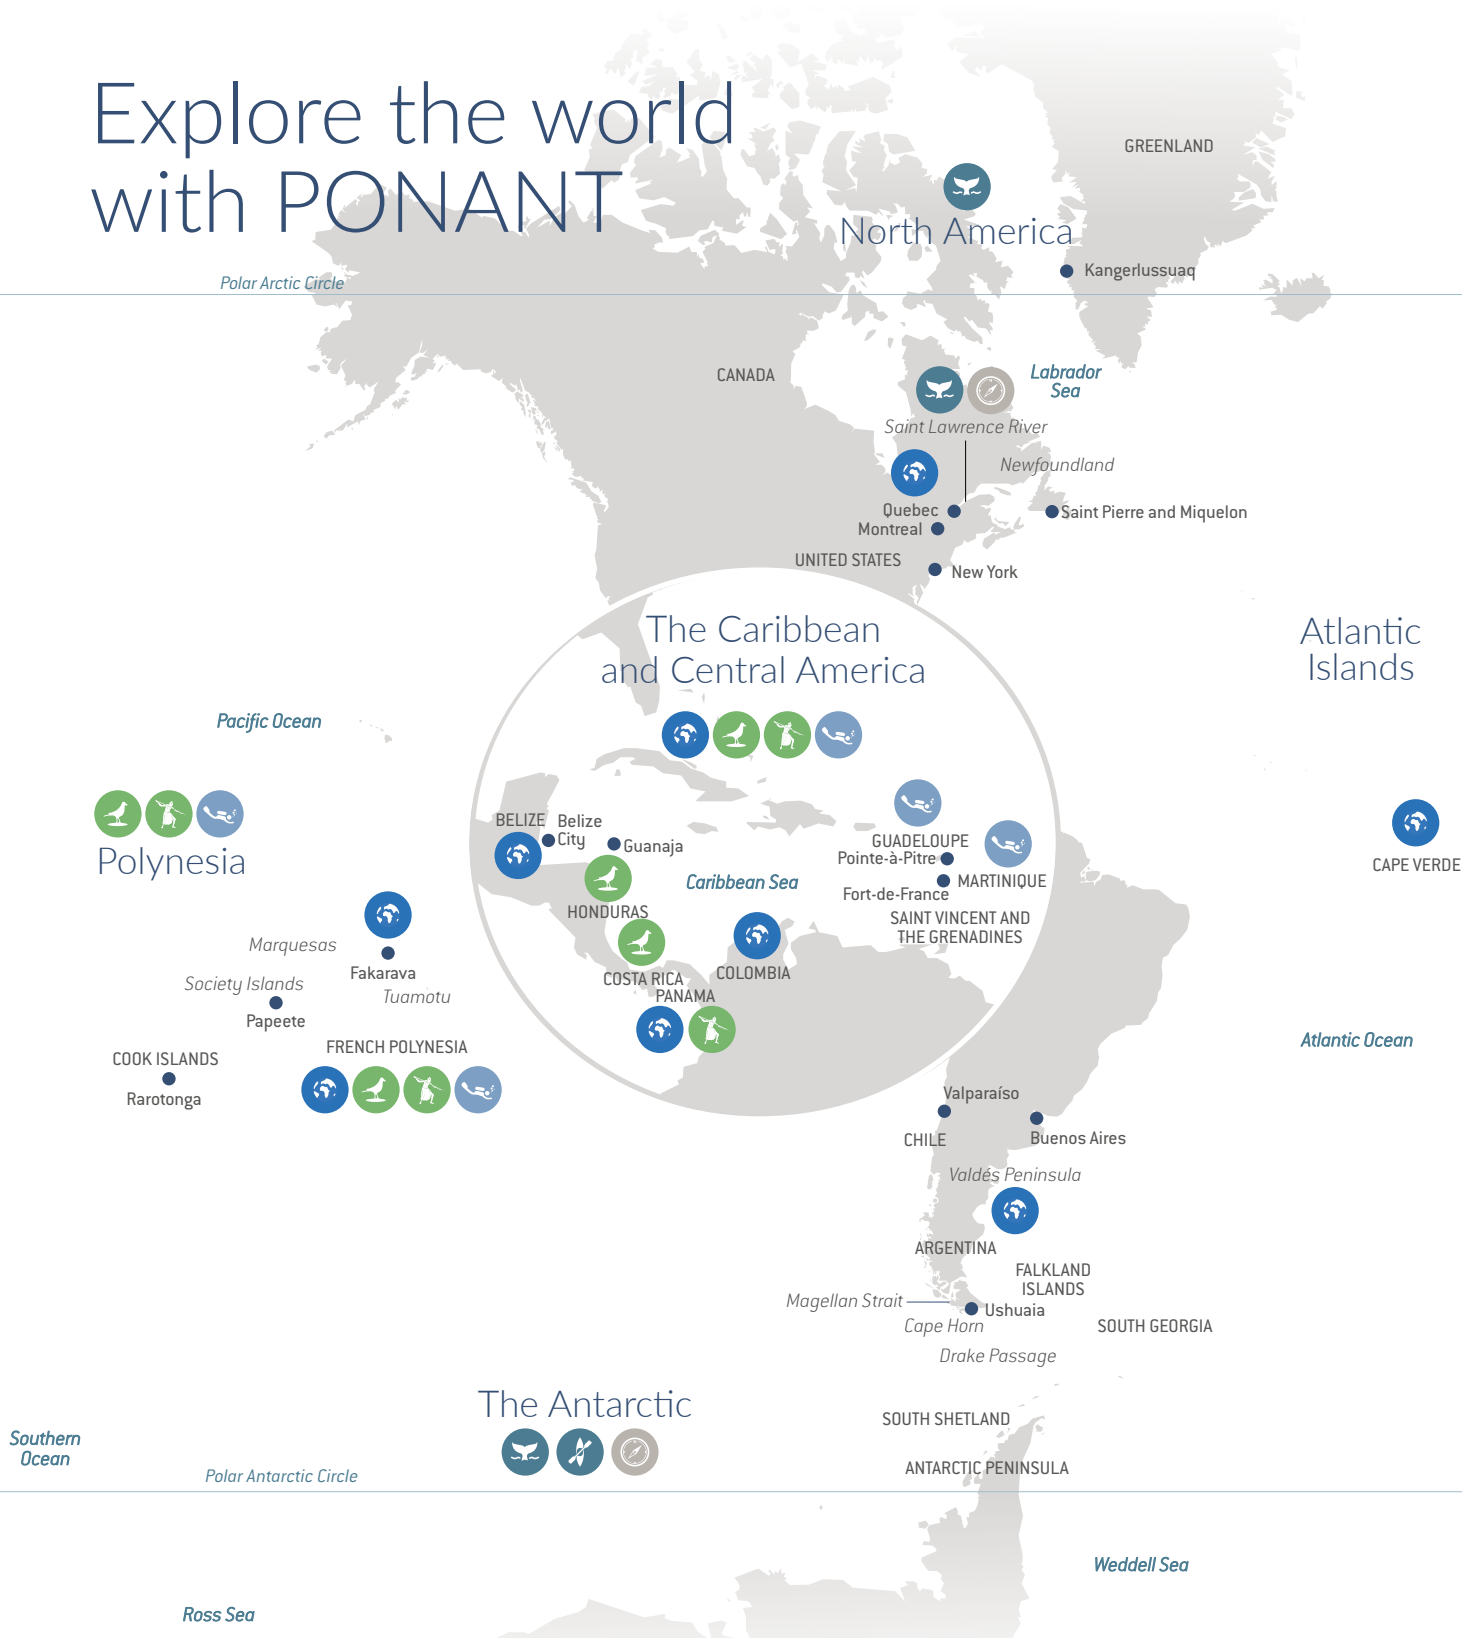 Explore the world
with PONANT
GREENLAND
North America
Kangerlussuaq
Polar Arctic Circle
CANADA
Labrador
Sea
Saint Lawrence River
Newfoundland
Quebec
Saint Pierre and Miquelon
Montreal
UNITED STATES
New York
The Caribbean
and Central America
Atlantic
Islands
Pacific Ocean
BELIZE
Belize
City
Guanaja
GUADELOUPE
Pointe-à-Pitre
Polynesia
CAPE VERDE
Caribbean Sea
MARTINIQUE
Fort-de-France
HONDURAS
SAINT VINCENT AND
THE GRENADINES
Marquesas
Fakarava
COSTA RICA
COLOMBIA
Society Islands
Tuamotu
PANAMA
Papeete
FRENCH POLYNESIA
Atlantic Ocean
COOK ISLANDS
Rarotonga
Valparaíso
CHILE
Buenos Aires
Valdés Peninsula
ARGENTINA
FALKLAND
ISLANDS
Magellan Strait
Ushuaia
Cape Horn
SOUTH GEORGIA
Drake Passage
The Antarctic
SOUTH SHETLAND
Southern
Ocean
Polar Antarctic Circle
ANTARCTIC PENINSULA
Weddell Sea
Ross Sea